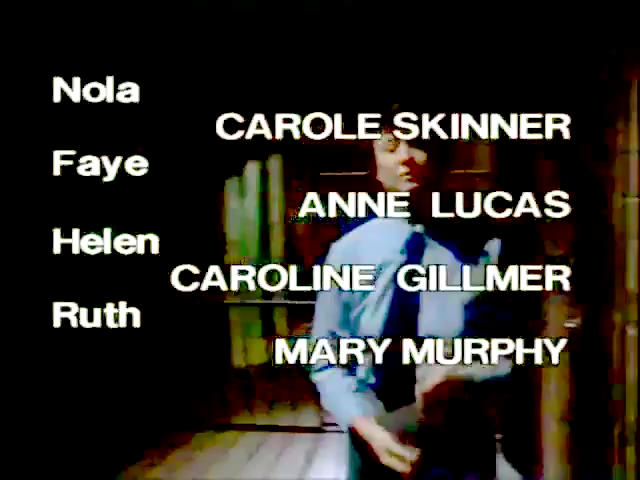 Nola
CAROLE SKINNER
Faye
ANNE LUCAS
Helen
CAROLINE GILLMER
Ruth
MARY MURPHY